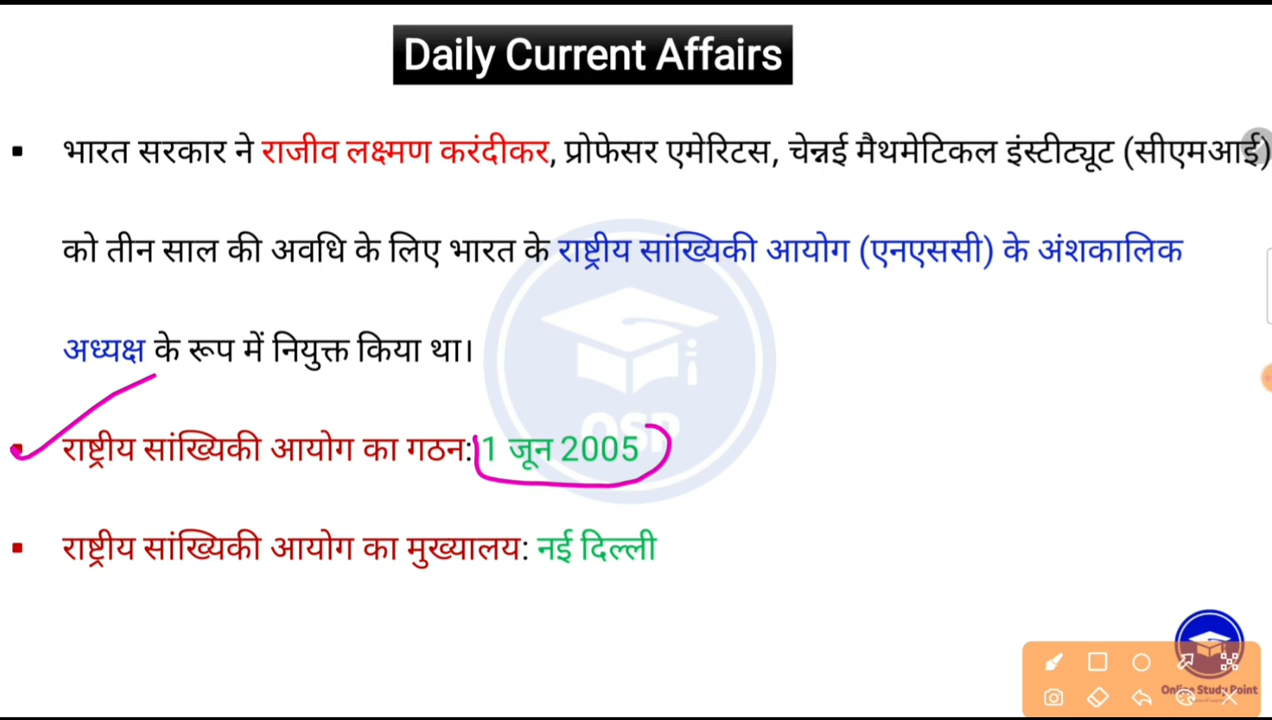 Daily Current Affairs
भारत सरकार ने राजीव लक्ष्मण करंदीकर, प्रोफेसर एमेरिटस, चेन्नई मैथमेटिकल इंस्टीट्यूट (सीएमआई)
को तीन साल की अवधि के लिए भारत के राष्ट्रीय सांख्यिकी आयोग (एनएससी) के अंशकालिक
अध्यक्ष के रूप में नियुक्त किया था।
राष्ट्रीय सांख्यिकी आयोग का गठन: 1 जून 2005
OSP
राष्ट्रीय सांख्यिकी आयोग का मुख्यालय: नई दिल्ली
Online Study Point